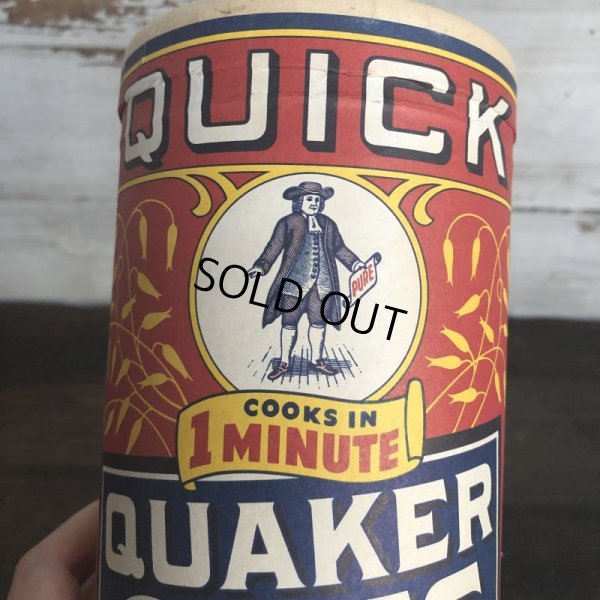 QUICK
PURE
SOLD OUT
COOKS IN
1 MINUTE
QUAKER